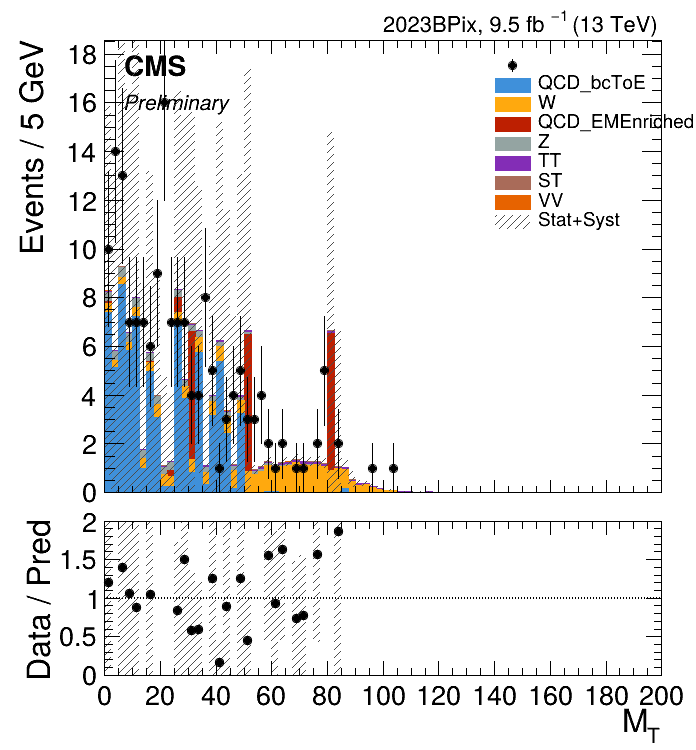 2023BPix, 9.5 fb⁻¹ (13 TeV)
CMS
Preliminary
Events / 5 GeV
18
16
14
12
10
8
6
4
2
0
QCD_bcToE
W
QCD_EMEnriched
Z
TT
ST
VV
Stat+Syst
Data / Pred
2
1.5
1
0.5
0
0 20 40 60 80 100 120 140 160 180 200
M_T